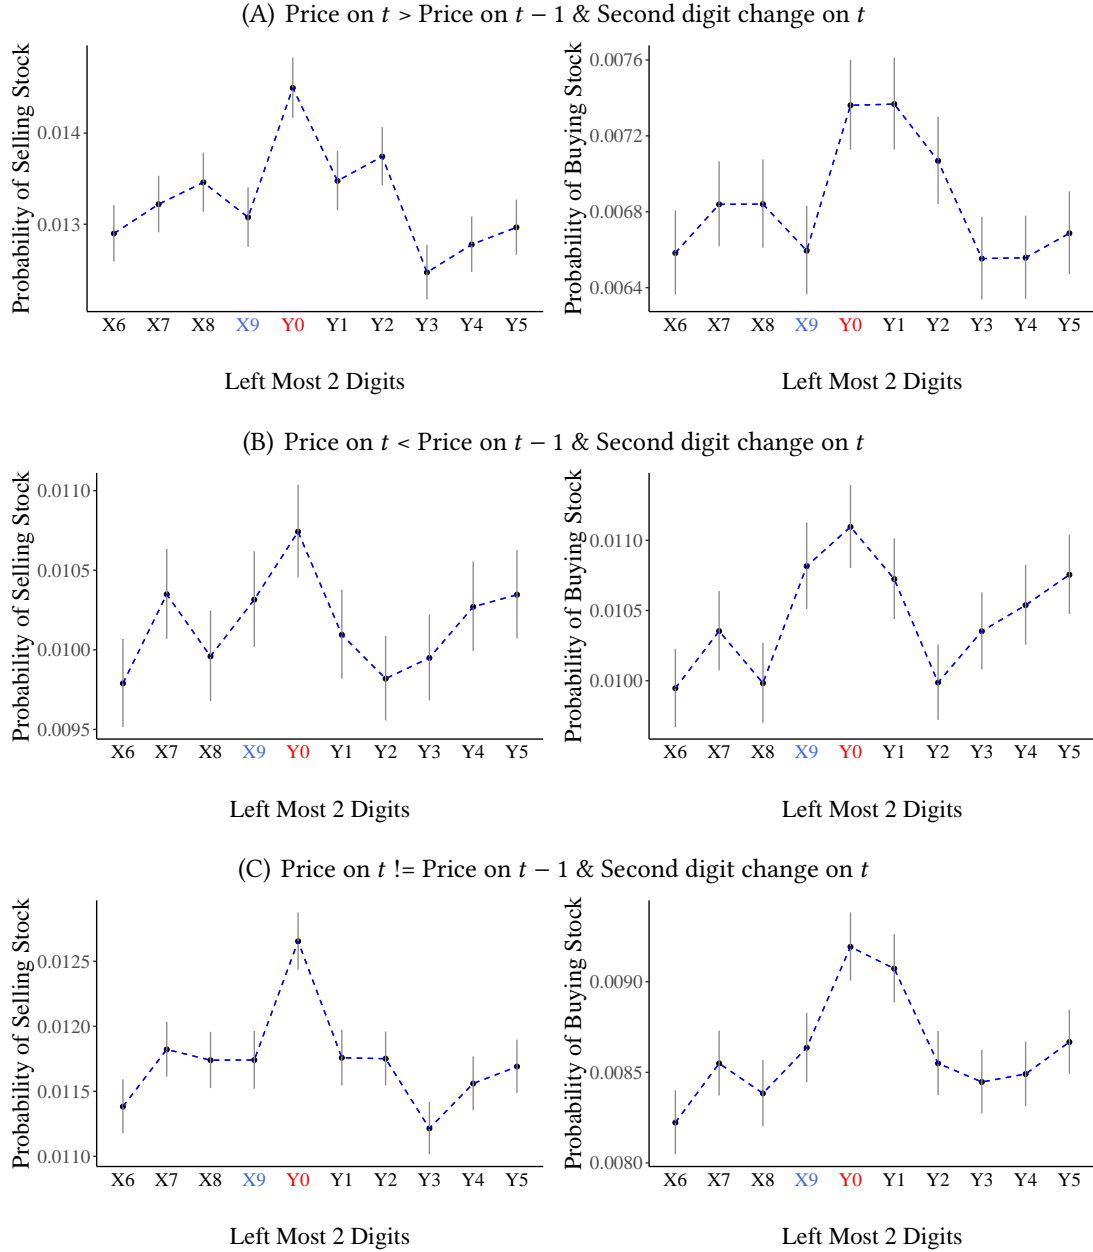 (A) Price on t > Price on t − 1 & Second digit change on t
Probability of Selling Stock
0.014
0.013
X6 X7 X8 X9 Y0 Y1 Y2 Y3 Y4 Y5
Left Most 2 Digits
Probability of Buying Stock
0.0076
0.0072
0.0068
0.0064
X6 X7 X8 X9 Y0 Y1 Y2 Y3 Y4 Y5
Left Most 2 Digits
(B) Price on t < Price on t − 1 & Second digit change on t
Probability of Selling Stock
0.0110
0.0105
0.0100
0.0095
X6 X7 X8 X9 Y0 Y1 Y2 Y3 Y4 Y5
Left Most 2 Digits
Probability of Buying Stock
0.0110
0.0105
0.0100
X6 X7 X8 X9 Y0 Y1 Y2 Y3 Y4 Y5
Left Most 2 Digits
(C) Price on t != Price on t − 1 & Second digit change on t
Probability of Selling Stock
0.0125
0.0120
0.0115
0.0110
X6 X7 X8 X9 Y0 Y1 Y2 Y3 Y4 Y5
Left Most 2 Digits
Probability of Buying Stock
0.0090
0.0085
0.0080
X6 X7 X8 X9 Y0 Y1 Y2 Y3 Y4 Y5
Left Most 2 Digits